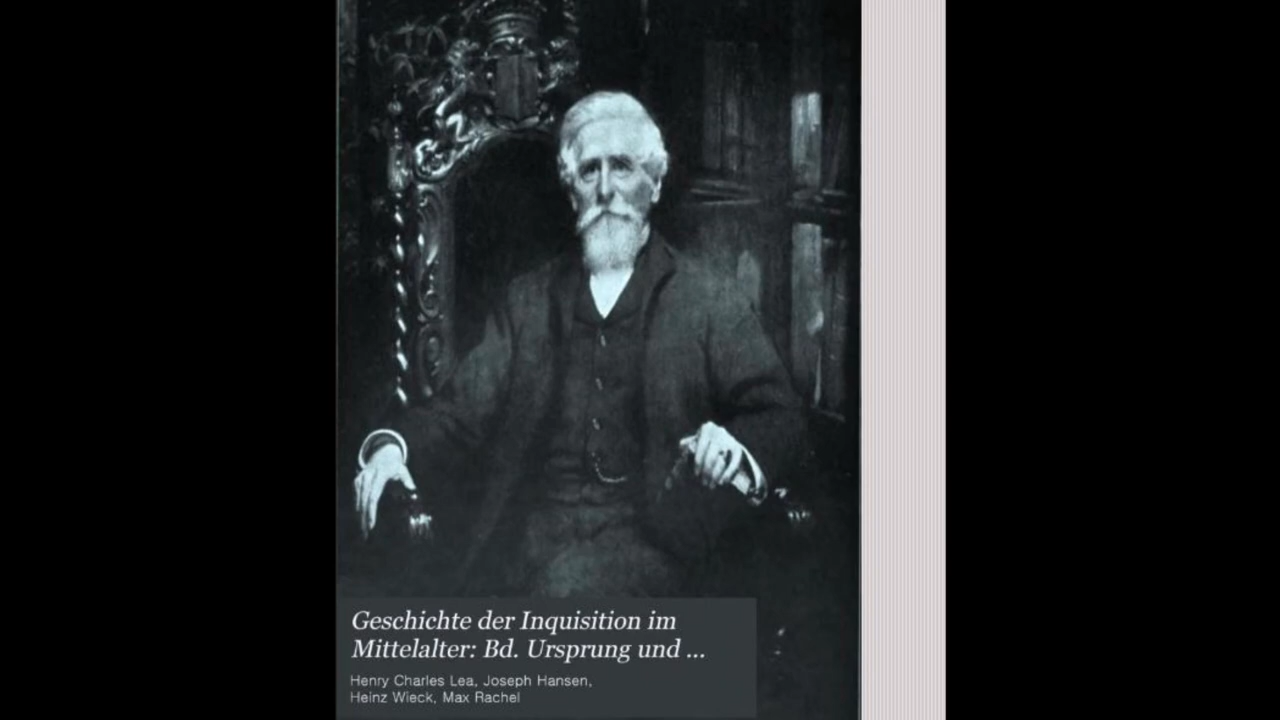 Geschichte der Inquisition im
Mittelalter: Bd. Ursprung und ...
Henry Charles Lea, Joseph Hansen,
Heinz Wieck, Max Rachel